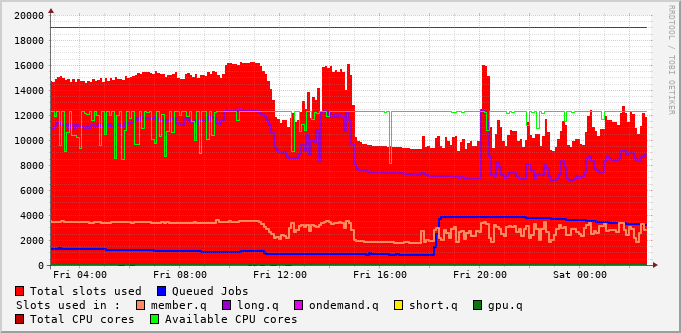 RRDTOOL / TOBI OETIKER
20000
18000
16000
14000
12000
10000
8000
6000
4000
2000
0
Fri 04:00 Fri 08:00 Fri 12:00 Fri 16:00 Fri 20:00 Sat 00:00
Total slots used Queued Jobs
Slots used in : member.q long.q ondemand.q short.q gpu.q
Total CPU cores Available CPU cores